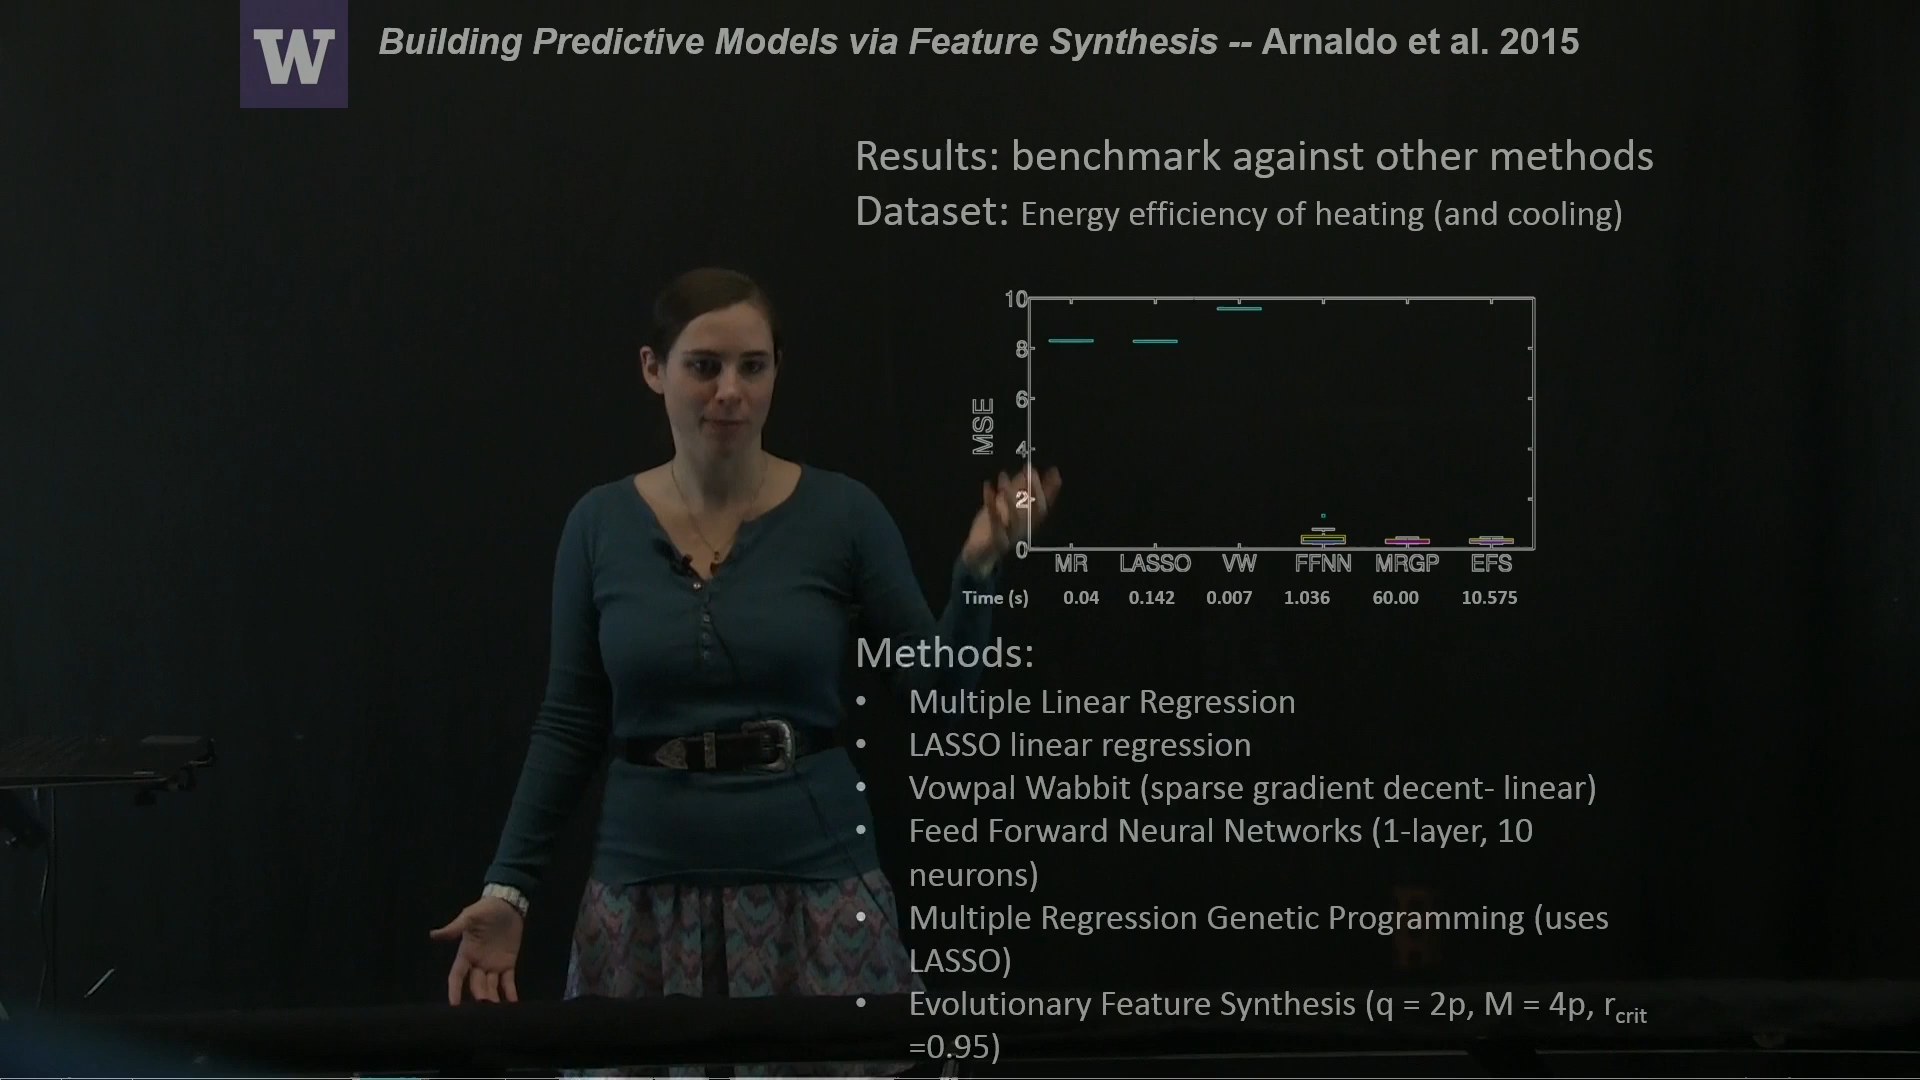 W
Building Predictive Models via Feature Synthesis -- Arnaldo et al. 2015
Results: benchmark against other methods
Dataset: Energy efficiency of heating (and cooling)
10
8
6
4
2
0
MSE
MR LASSO VW FFNN MRGP EFS
Time (s) 0.04 0.142 0.007 1.036 60.00 10.575
Methods:
• Multiple Linear Regression
• LASSO linear regression
• Vowpal Wabbit (sparse gradient decent- linear)
• Feed Forward Neural Networks (1-layer, 10
neurons)
• Multiple Regression Genetic Programming (uses
LASSO)
• Evolutionary Feature Synthesis (q = 2p, M = 4p, rcrit
=0.95)